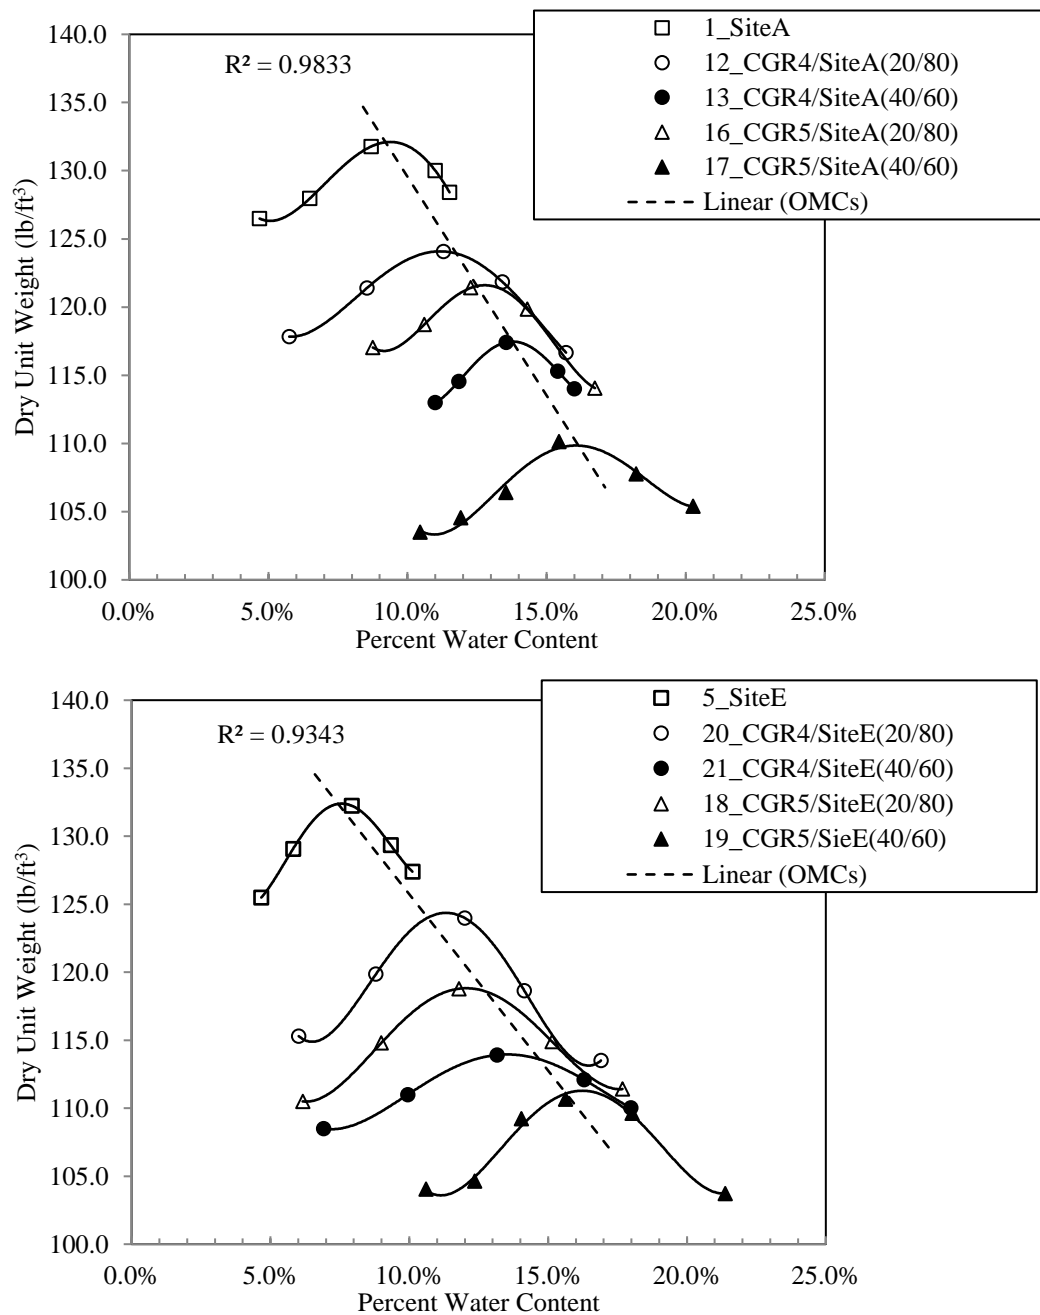 140.0
135.0
130.0
125.0
120.0
115.0
110.0
105.0
100.0
Dry Unit Weight (lb/ft³)
R² = 0.9833
1_SiteA
12_CGR4/SiteA(20/80)
13_CGR4/SiteA(40/60)
16_CGR5/SiteA(20/80)
17_CGR5/SiteA(40/60)
Linear (OMCs)
0.0% 5.0% 10.0% 15.0% 20.0% 25.0%
Percent Water Content
140.0
135.0
130.0
125.0
120.0
115.0
110.0
105.0
100.0
Dry Unit Weight (lb/ft³)
R² = 0.9343
5_SiteE
20_CGR4/SiteE(20/80)
21_CGR4/SiteE(40/60)
18_CGR5/SiteE(20/80)
19_CGR5/SieE(40/60)
Linear (OMCs)
0.0% 5.0% 10.0% 15.0% 20.0% 25.0%
Percent Water Content